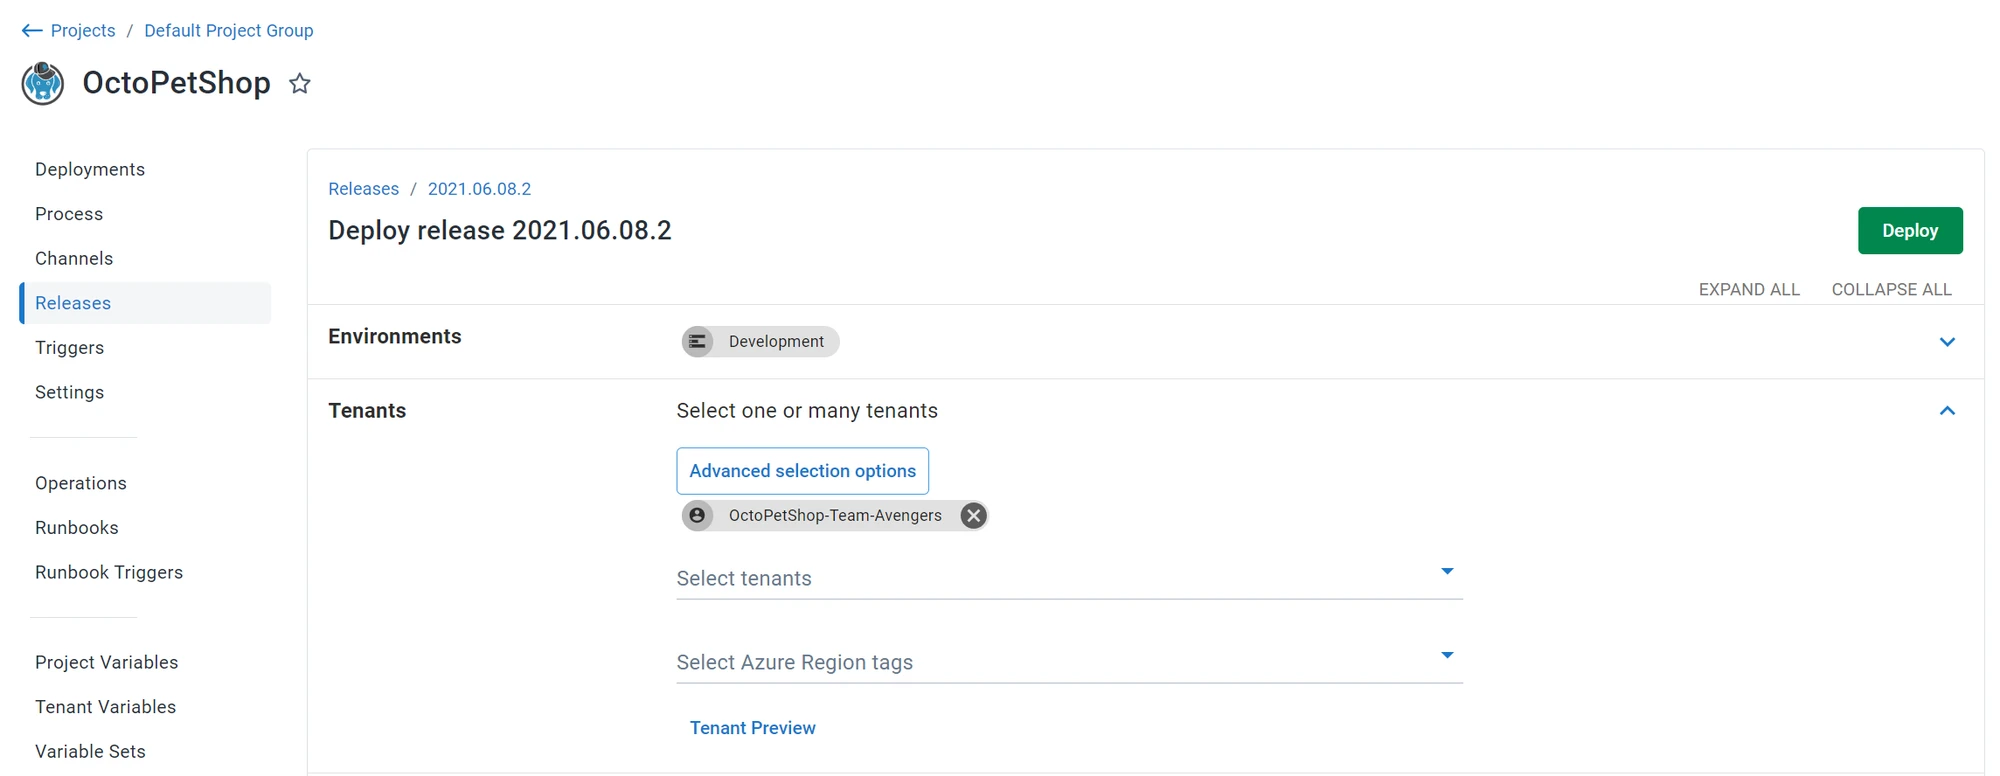 Projects / Default Project Group
OctoPetShop
Deployments
Process
Channels
Releases
Triggers
Settings
Operations
Runbooks
Runbook Triggers
Project Variables
Tenant Variables
Variable Sets
Releases / 2021.06.08.2
Deploy release 2021.06.08.2
Deploy
EXPAND ALL COLLAPSE ALL
Environments Development
Tenants Select one or many tenants
Advanced selection options
OctoPetShop-Team-Avengers
Select tenants
Select Azure Region tags
Tenant Preview